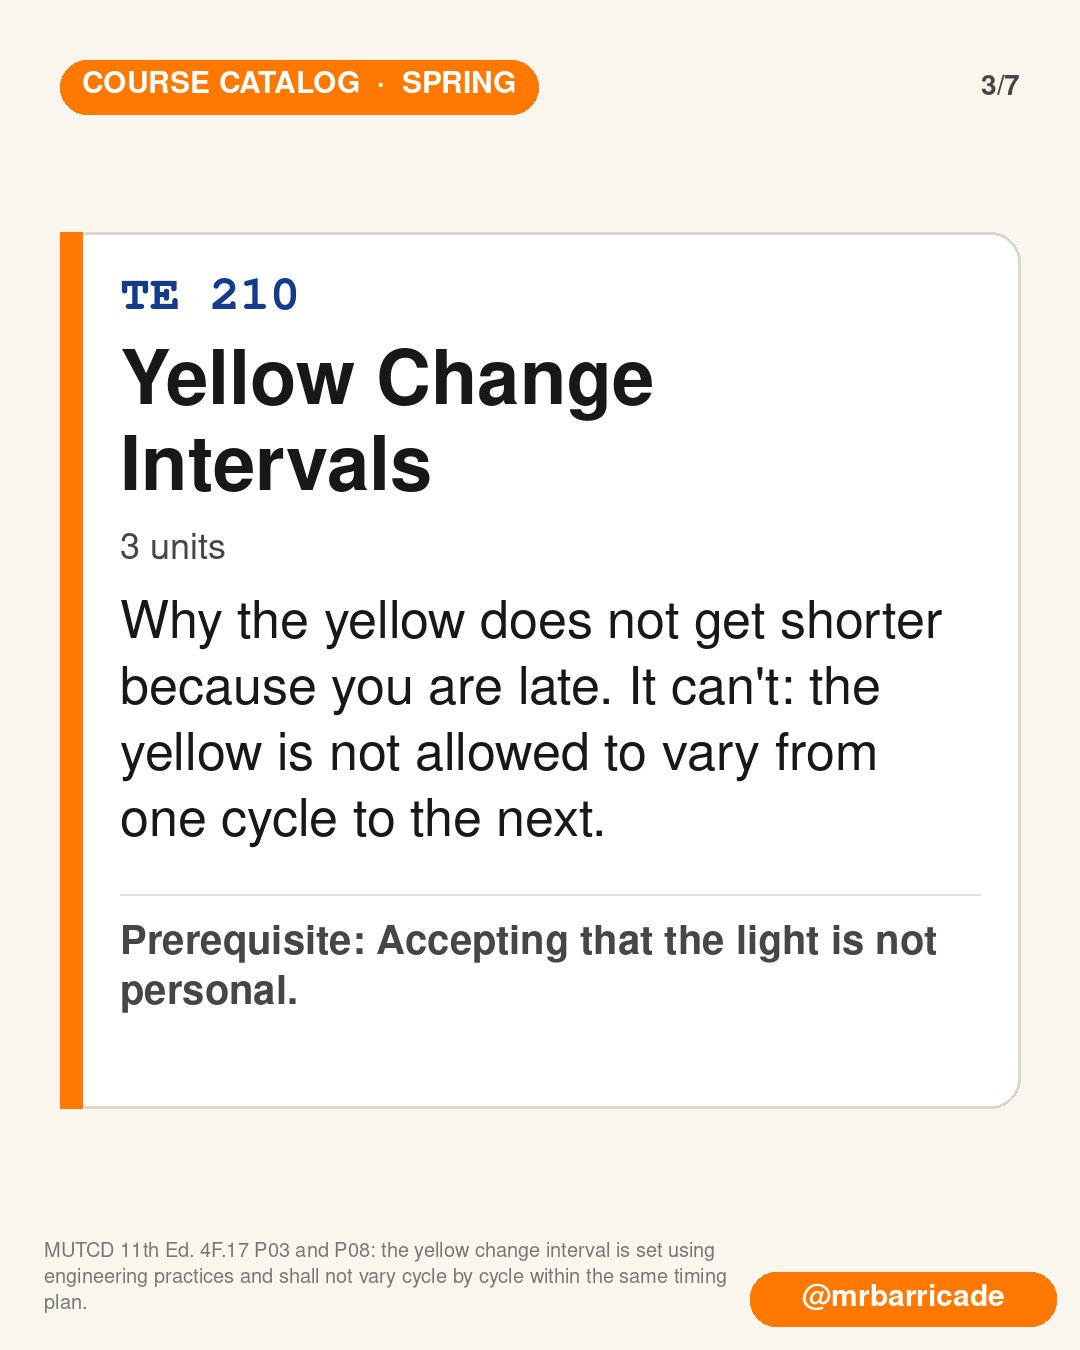 COURSE CATALOG · SPRING
3/7
TE 210
Yellow Change
Intervals
3 units
Why the yellow does not get shorter
because you are late. It can't: the
yellow is not allowed to vary from
one cycle to the next.
Prerequisite: Accepting that the light is not
personal.
MUTCD 11th Ed. 4F.17 P03 and P08: the yellow change interval is set using
engineering practices and shall not vary cycle by cycle within the same timing
plan.
@mrbarricade